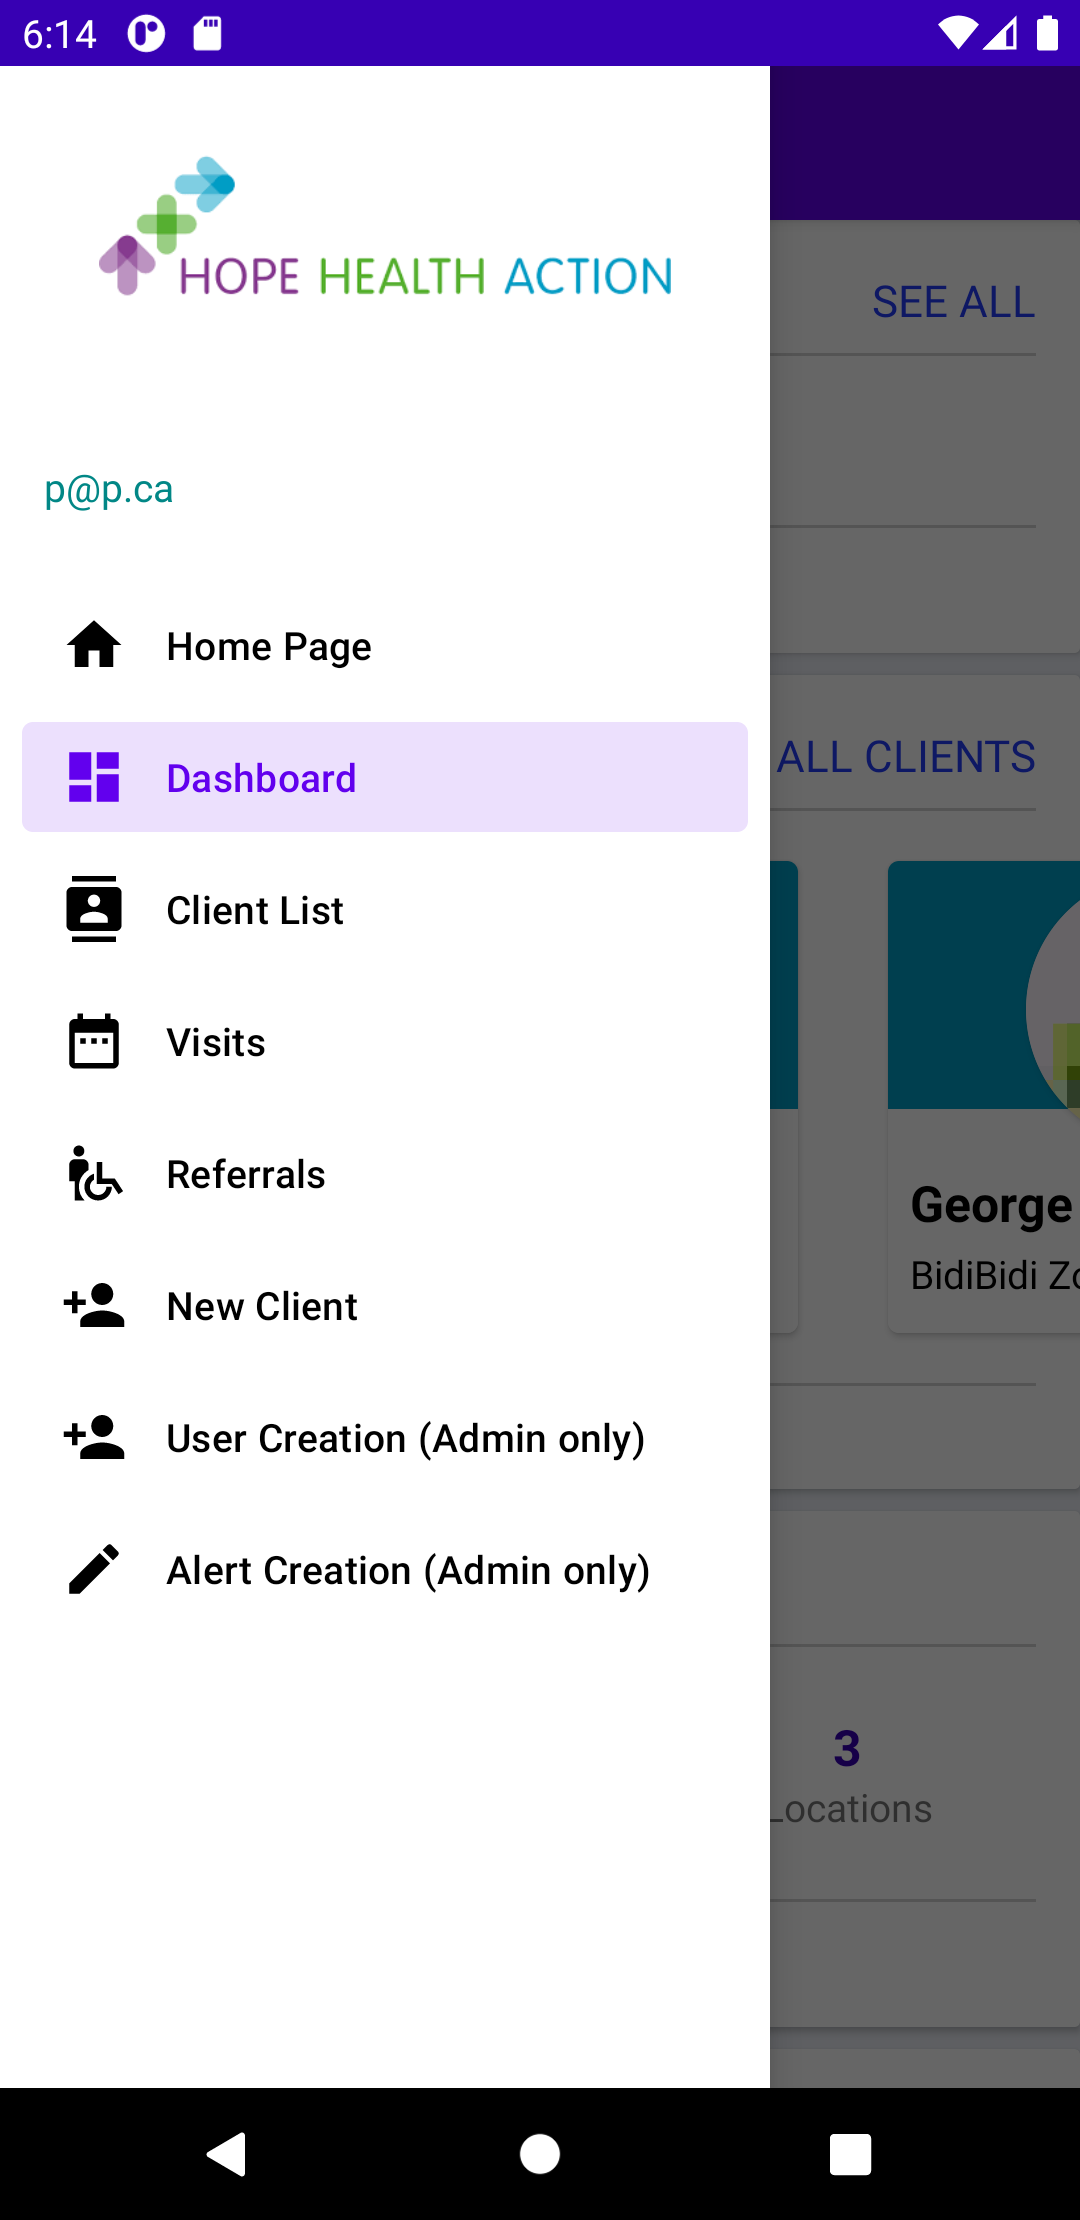 6:14
HOPE HEALTH ACTION
SEE ALL
p@p.ca
Home Page
ALL CLIENTS
Dashboard
Client List
Visits
Referrals
George
BidiBidi
New Client
User Creation (Admin only)
Alert Creation (Admin only)
3
Locations